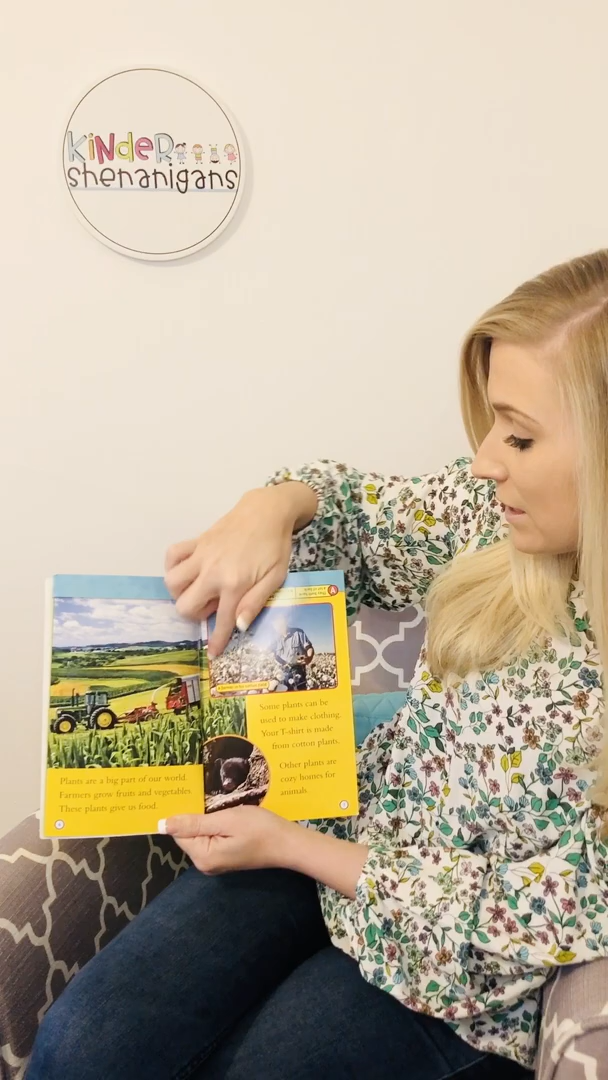 KiNdeR
shenanigans
Plants are a big part of our world.
Farmers grow fruits and vegetables.
These plants give us food.
6
A
Some plants can be
used to make clothing.
Your T-shirt is made
from cotton plants.
Other plants are
cozy homes for
animals.
7